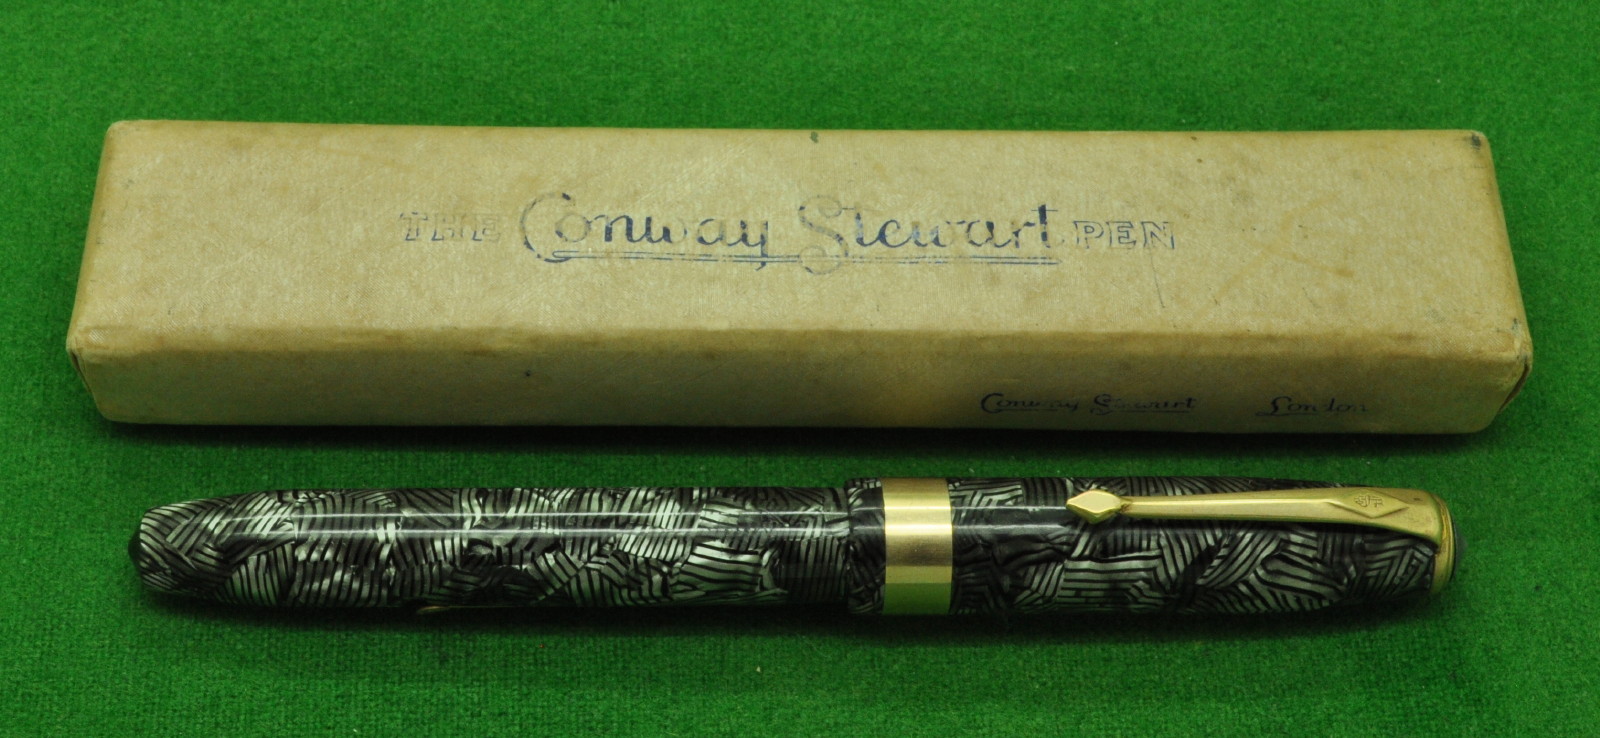 THE Conway Stewart PEN
Conway Stewart London